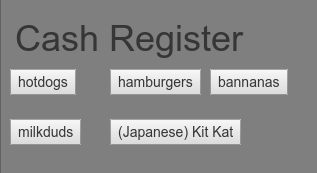 Cash Register
hotdogs hamburgers bannanas
milkduds (Japanese) Kit Kat